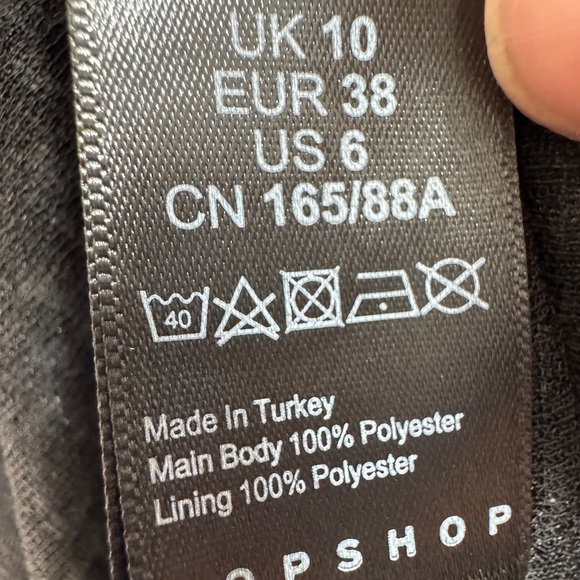 UK 10
EUR 38
US 6
CN 165/88A
40
Made In Turkey
Main Body 100% Polyester
Lining 100% Polyester
OPSHOP